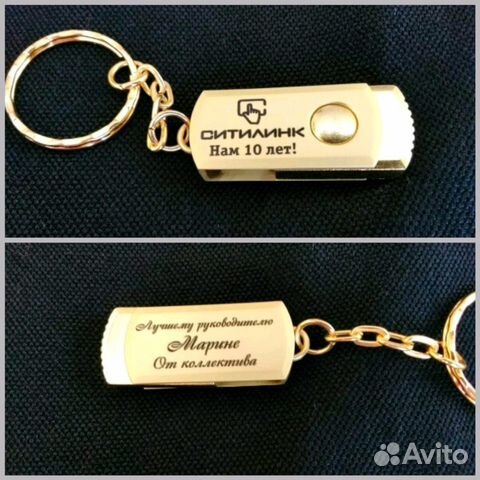 СИТИЛИНК
Нам 10 лет!
Лучшему руководителю
Марине
От коллектива
Avito